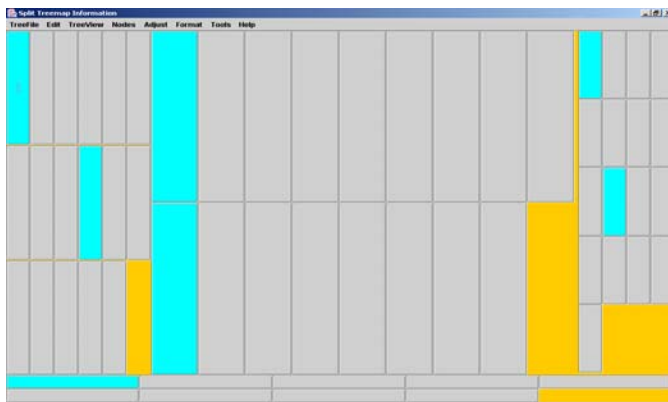 Split Treemap Information
TreeFile Edit TreeView Nodes Adjust Format Tools Help